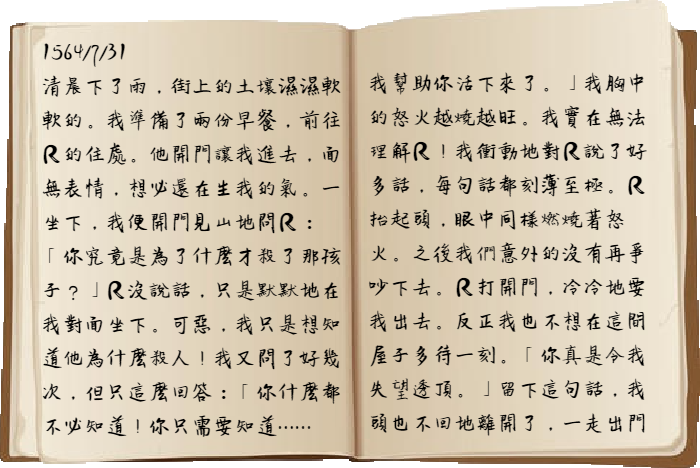 1564/7/31
清晨下了雨，街上的土壤濕濕軟
軟的。我準備了兩份早餐，前往
R的住處。他開門讓我進去，面
無表情，想必還在生我的氣。一
坐下，我便開門見山地問R：
「你究竟是為了什麼才殺了那孩
子？」R沒說話，只是默默地在
我對面坐下。可惡，我只是想知
道他為什麼殺人！我又問了好幾
次，但只這麼回答：「你什麼都
不必知道！你只需要知道……
我幫助你活下來了。」我胸中
的怒火越燒越旺。我實在無法
理解R！我衝動地對R說了好
多話，每句話都刻薄至極。R
抬起頭，眼中同樣燃燒著怒
火。之後我們意外的沒有再爭
吵下去。R打開門，冷冷地要
我出去。反正我也不想在這間
屋子多待一刻。「你真是令我
失望透頂。」留下這句話，我
頭也不回地離開了，一走出門